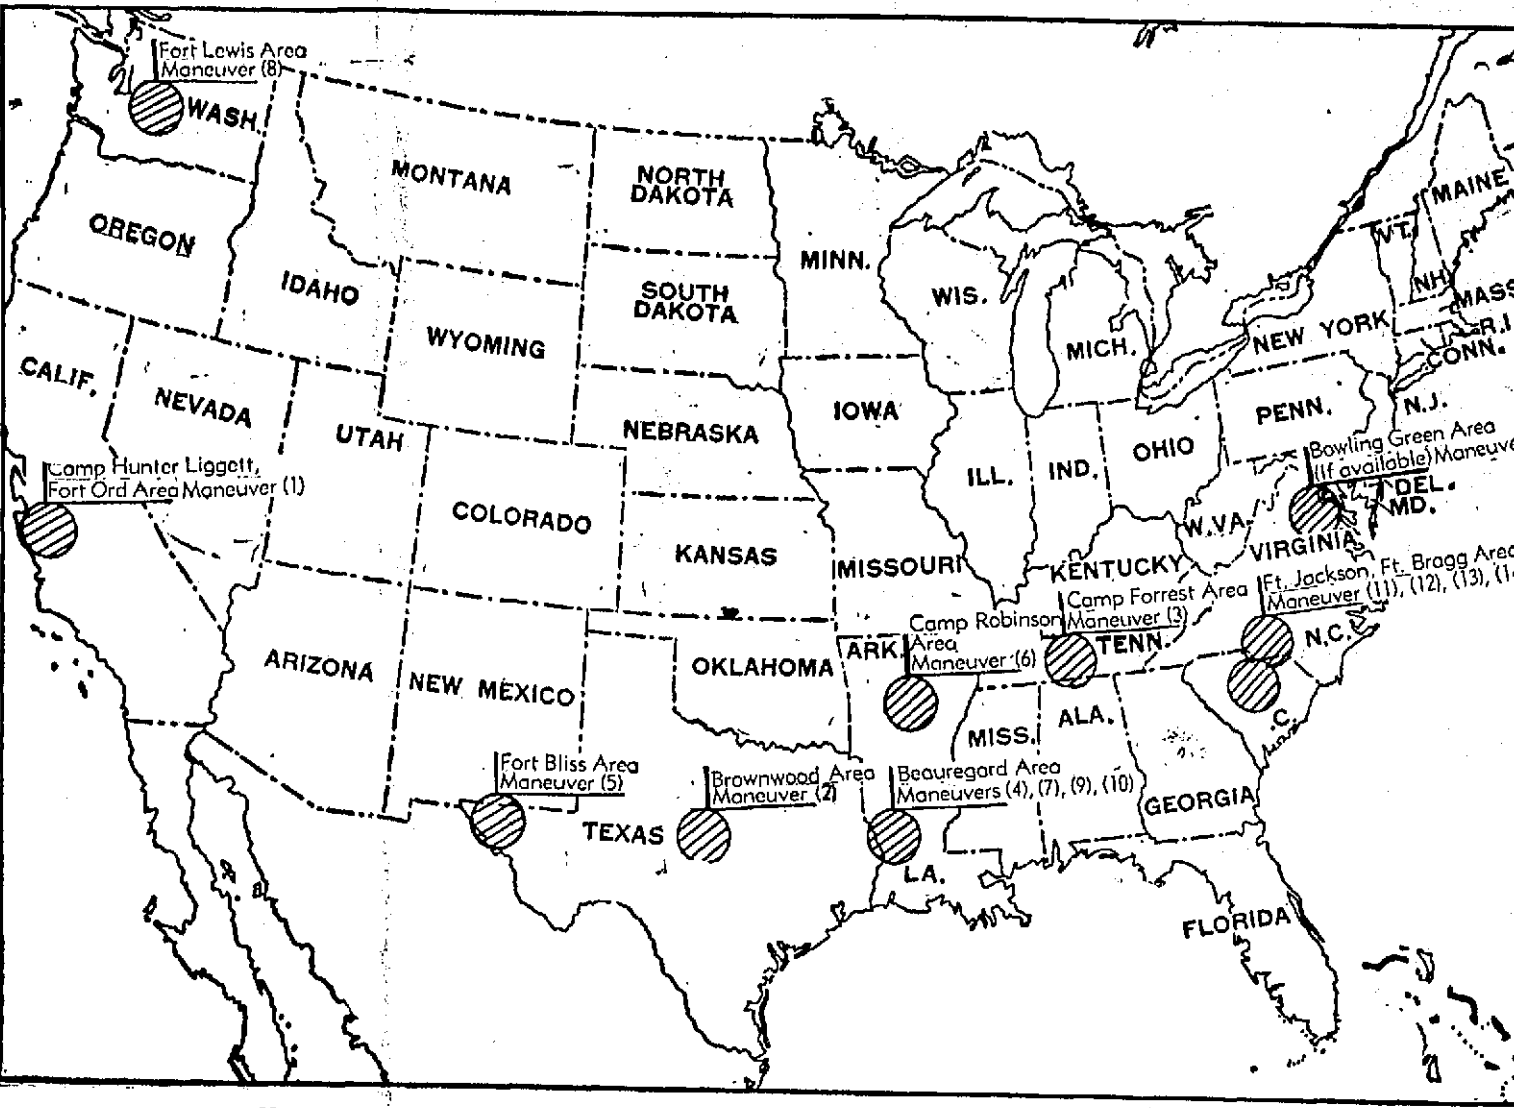 Fort Lewis Area
Maneuver (8)
WASH.
MONTANA
NORTH
DAKOTA
MINN.
MAINE
VT.
NH
MASS
R.I
CONN.
OREGON
IDAHO
WYOMING
SOUTH
DAKOTA
WIS.
MICH.
NEW YORK
CALIF.
NEVADA
UTAH
NEBRASKA
IOWA
ILL.
IND.
OHIO
PENN.
N.J.
Camp Hunter Liggett,
Fort Ord Area Maneuver (1)
COLORADO
KANSAS
MISSOURI
KENTUCKY
W.VA.
VIRGINIA
Bowling Green Area
(If available) Maneuve
DEL.
MD.
Ft. Jackson, Ft. Bragg Area
Maneuver (11), (12), (13), (1
Camp Forrest Area
Maneuver (3)
TENN.
N.C.
Camp Robinson
Area
Maneuver (6)
ARK.
ARIZONA
NEW MEXICO
OKLAHOMA
MISS.
ALA.
.C.
GEORGIA
Fort Bliss Area
Maneuver (5)
Brownwood Area
Maneuver (2)
Beauregard Area
Maneuvers (4), (7), (9), (10)
TEXAS
LA.
FLORIDA